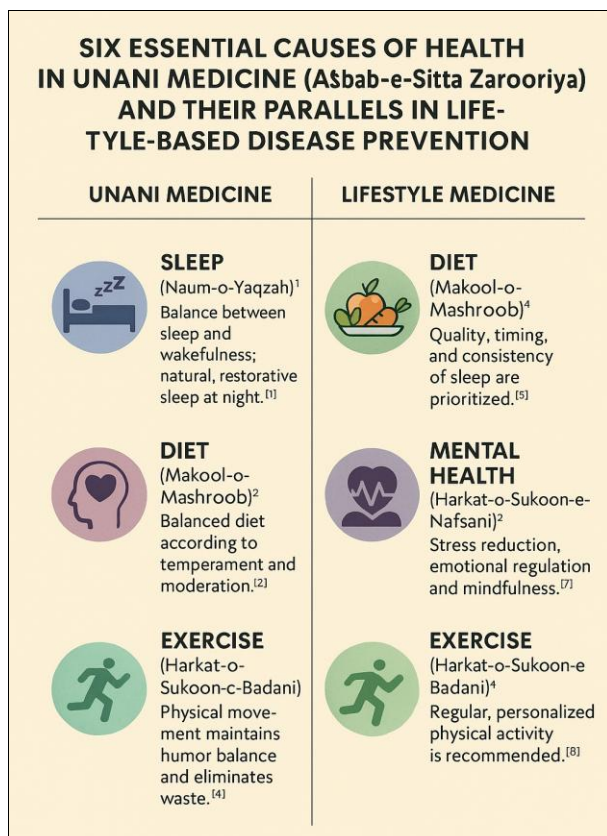 SIX ESSENTIAL CAUSES OF HEALTH
IN UNANI MEDICINE (Asbab-e-Sitta Zarooriya)
AND THEIR PARALLELS IN LIFE-
TYLE-BASED DISEASE PREVENTION
UNANI MEDICINE
zzZ
SLEEP
(Naum-o-Yaqzah)¹
Balance between
sleep and
wakefulness;
natural, restorative
sleep at night.[1]
DIET
(Makool-o-
Mashroob)²
Balanced diet
according to
temperament and
moderation.[2]
EXERCISE
(Harkat-o-
Sukoon-c-Badani)
Physical move-
ment maintains
humor balance
and eliminates
waste.[4]
LIFESTYLE MEDICINE
DIET
(Makool-o-
Mashroob)⁴
Quality, timing,
and consistency
of sleep are
prioritized.[5]
MENTAL
HEALTH
(Harkat-o-Sukoon-e-
Nafsani)²
Stress reduction,
emotional regulation
and mindfulness.[7]
EXERCISE
(Harkat-o-Sukoon-e
Badani)⁴
Regular, personalized
physical activity
is recommended.[8]